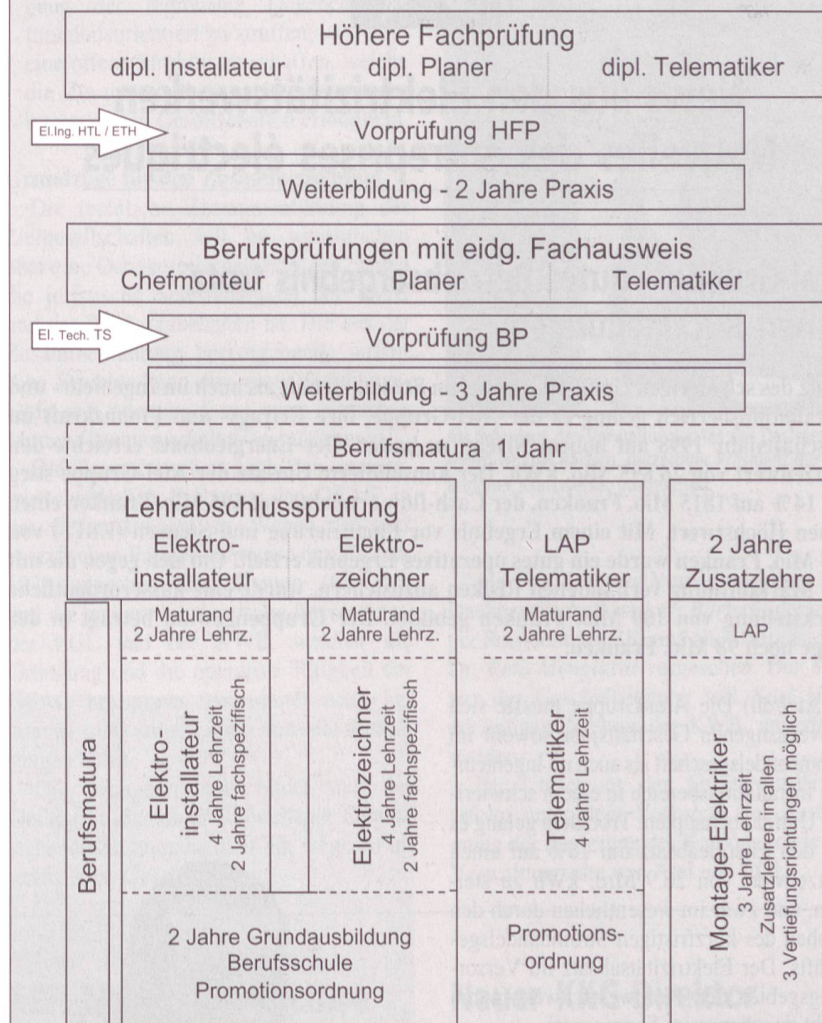 Höhere Fachprüfung
dipl. Installateur dipl. Planer dipl. Telematiker
El.Ing. HTL / ETH
Vorprüfung HFP
Weiterbildung - 2 Jahre Praxis
Berufsprüfungen mit eidg. Fachausweis
Chefmonteur Planer Telematiker
El. Tech. TS
Vorprüfung BP
Weiterbildung - 3 Jahre Praxis
Berufsmatura 1 Jahr
Lehrabschlussprüfung
Elektro-
installateur
Elektro-
zeichner
LAP
Telematiker
2 Jahre
Zusatzlehre
Maturand
2 Jahre Lehrz.
Maturand
2 Jahre Lehrz.
Maturand
2 Jahre Lehrz.
LAP
Berufsmatura
Elektro-
installateur
4 Jahre Lehrzeit
2 Jahre fachspezifisch
Elektrozeichner
4 Jahre Lehrzeit
2 Jahre fachspezifisch
Telematiker
4 Jahre Lehrzeit
Montage-Elektriker
3 Jahre Lehrzeit
Zusatzlehrstellen
3 Vertiefungsrichtungen möglich
2 Jahre Grundausbildung
Berufsschule
Promotionsordnung
Promotions-
ordnung